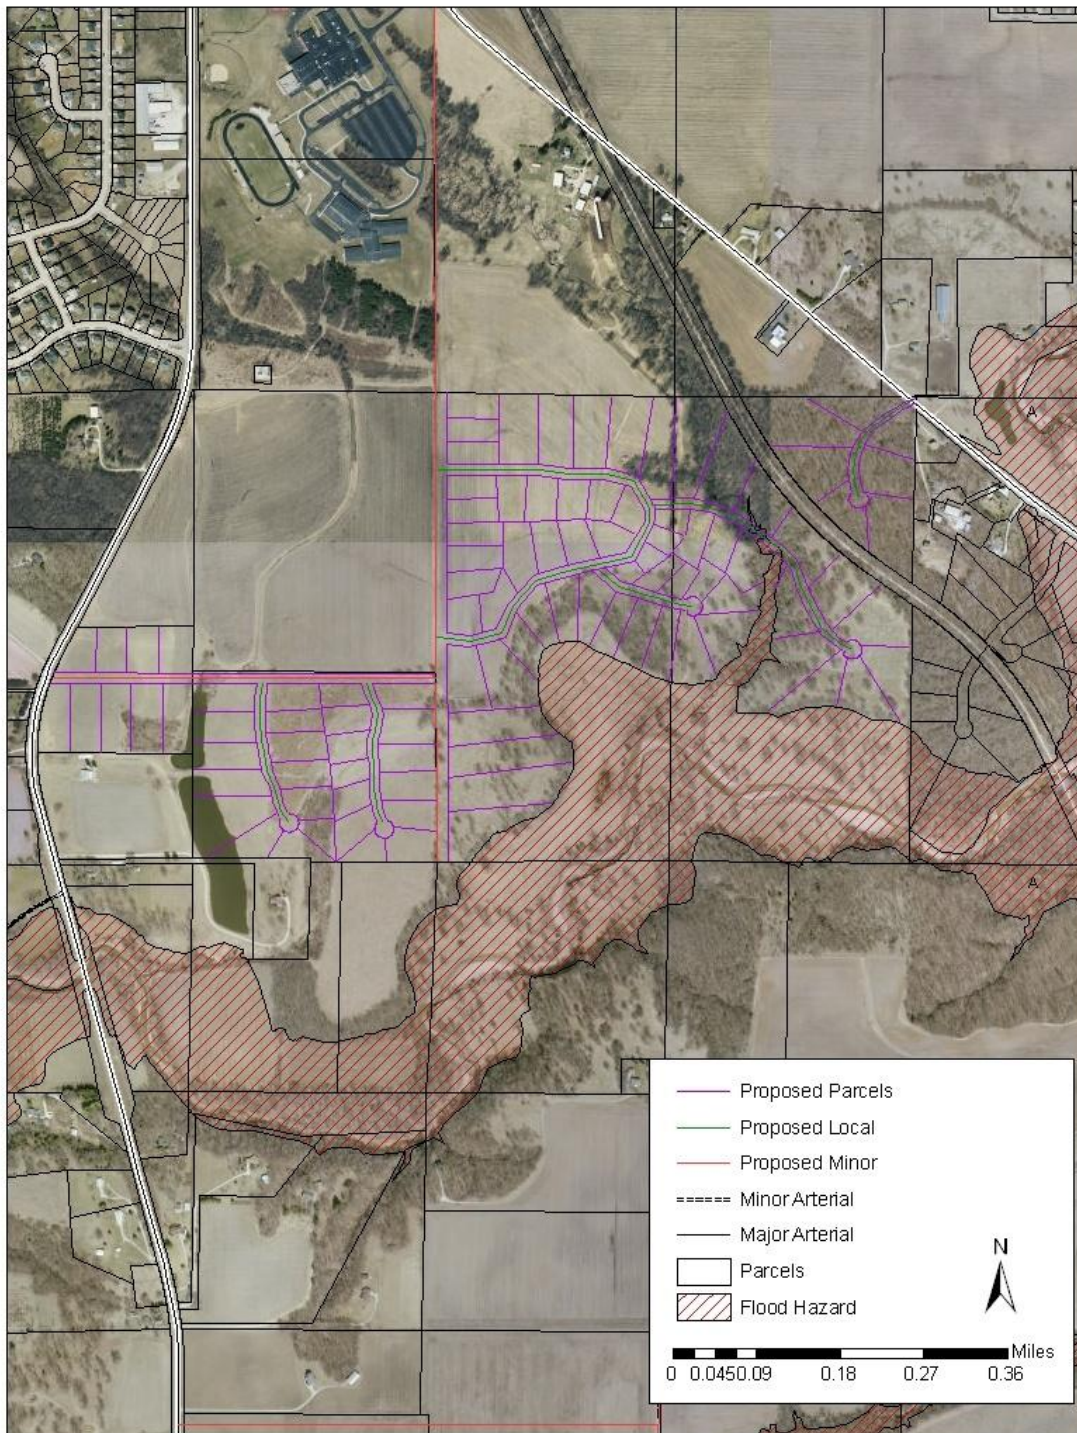 A
A
Proposed Parcels
Proposed Local
Proposed Minor
Minor Arterial
Major Arterial
Parcels
Flood Hazard
N
Miles
0 0.0450.09 0.18 0.27 0.36